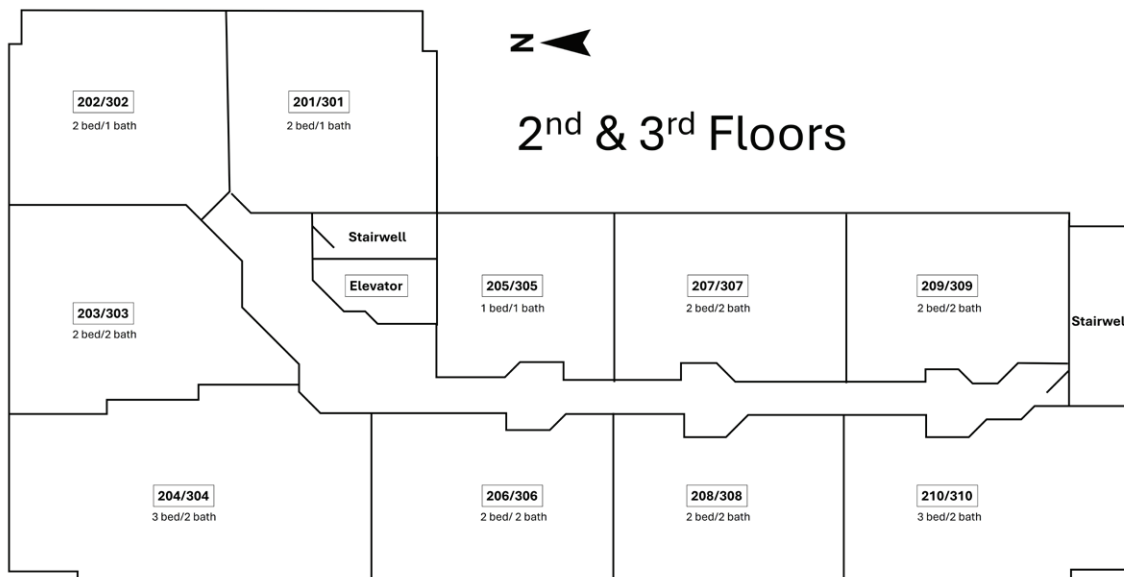 N
2nd & 3rd Floors
202/302
2 bed/1 bath
201/301
2 bed/1 bath
Stairwell
Elevator
203/303
2 bed/2 bath
205/305
1 bed/1 bath
207/307
2 bed/2 bath
209/309
2 bed/2 bath
Stairwel
204/304
3 bed/2 bath
206/306
2 bed/ 2 bath
208/308
2 bed/2 bath
210/310
3 bed/2 bath